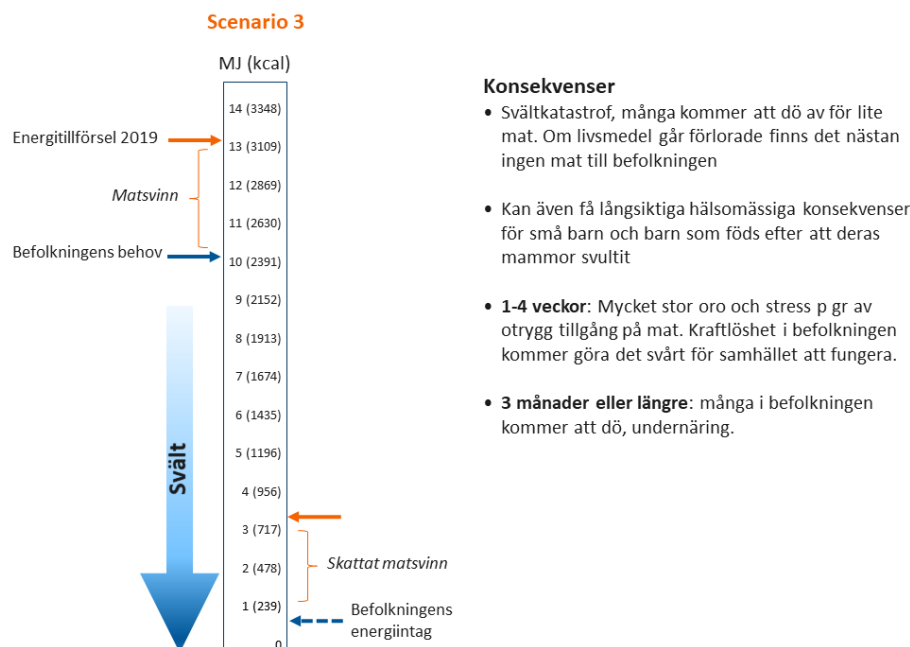 Scenario 3
MJ (kcal)
14 (3348)
Energitillförsel 2019
13 (3109)
Matsvinn
12 (2869)
11 (2630)
Befolkningens behov
10 (2391)
9 (2152)
8 (1913)
7 (1674)
6 (1435)
5 (1196)
Svält
4 (956)
3 (717)
Skattat matsvinn
2 (478)
1 (239)
Befolkningens
energiintag
0
Konsekvenser
• Svältkatastrof, många kommer att dö av för lite
mat. Om livsmedel går förlorade finns det nästan
ingen mat till befolkningen
• Kan även få långsiktiga hälsomässiga konsekvenser
för små barn och barn som föds efter att deras
mammor svultit
• 1-4 veckor: Mycket stor oro och stress p gr av
otrygg tillgång på mat. Kraftlöshet i befolkningen
kommer göra det svårt för samhället att fungera.
• 3 månader eller längre: många i befolkningen
kommer att dö, undernäring.